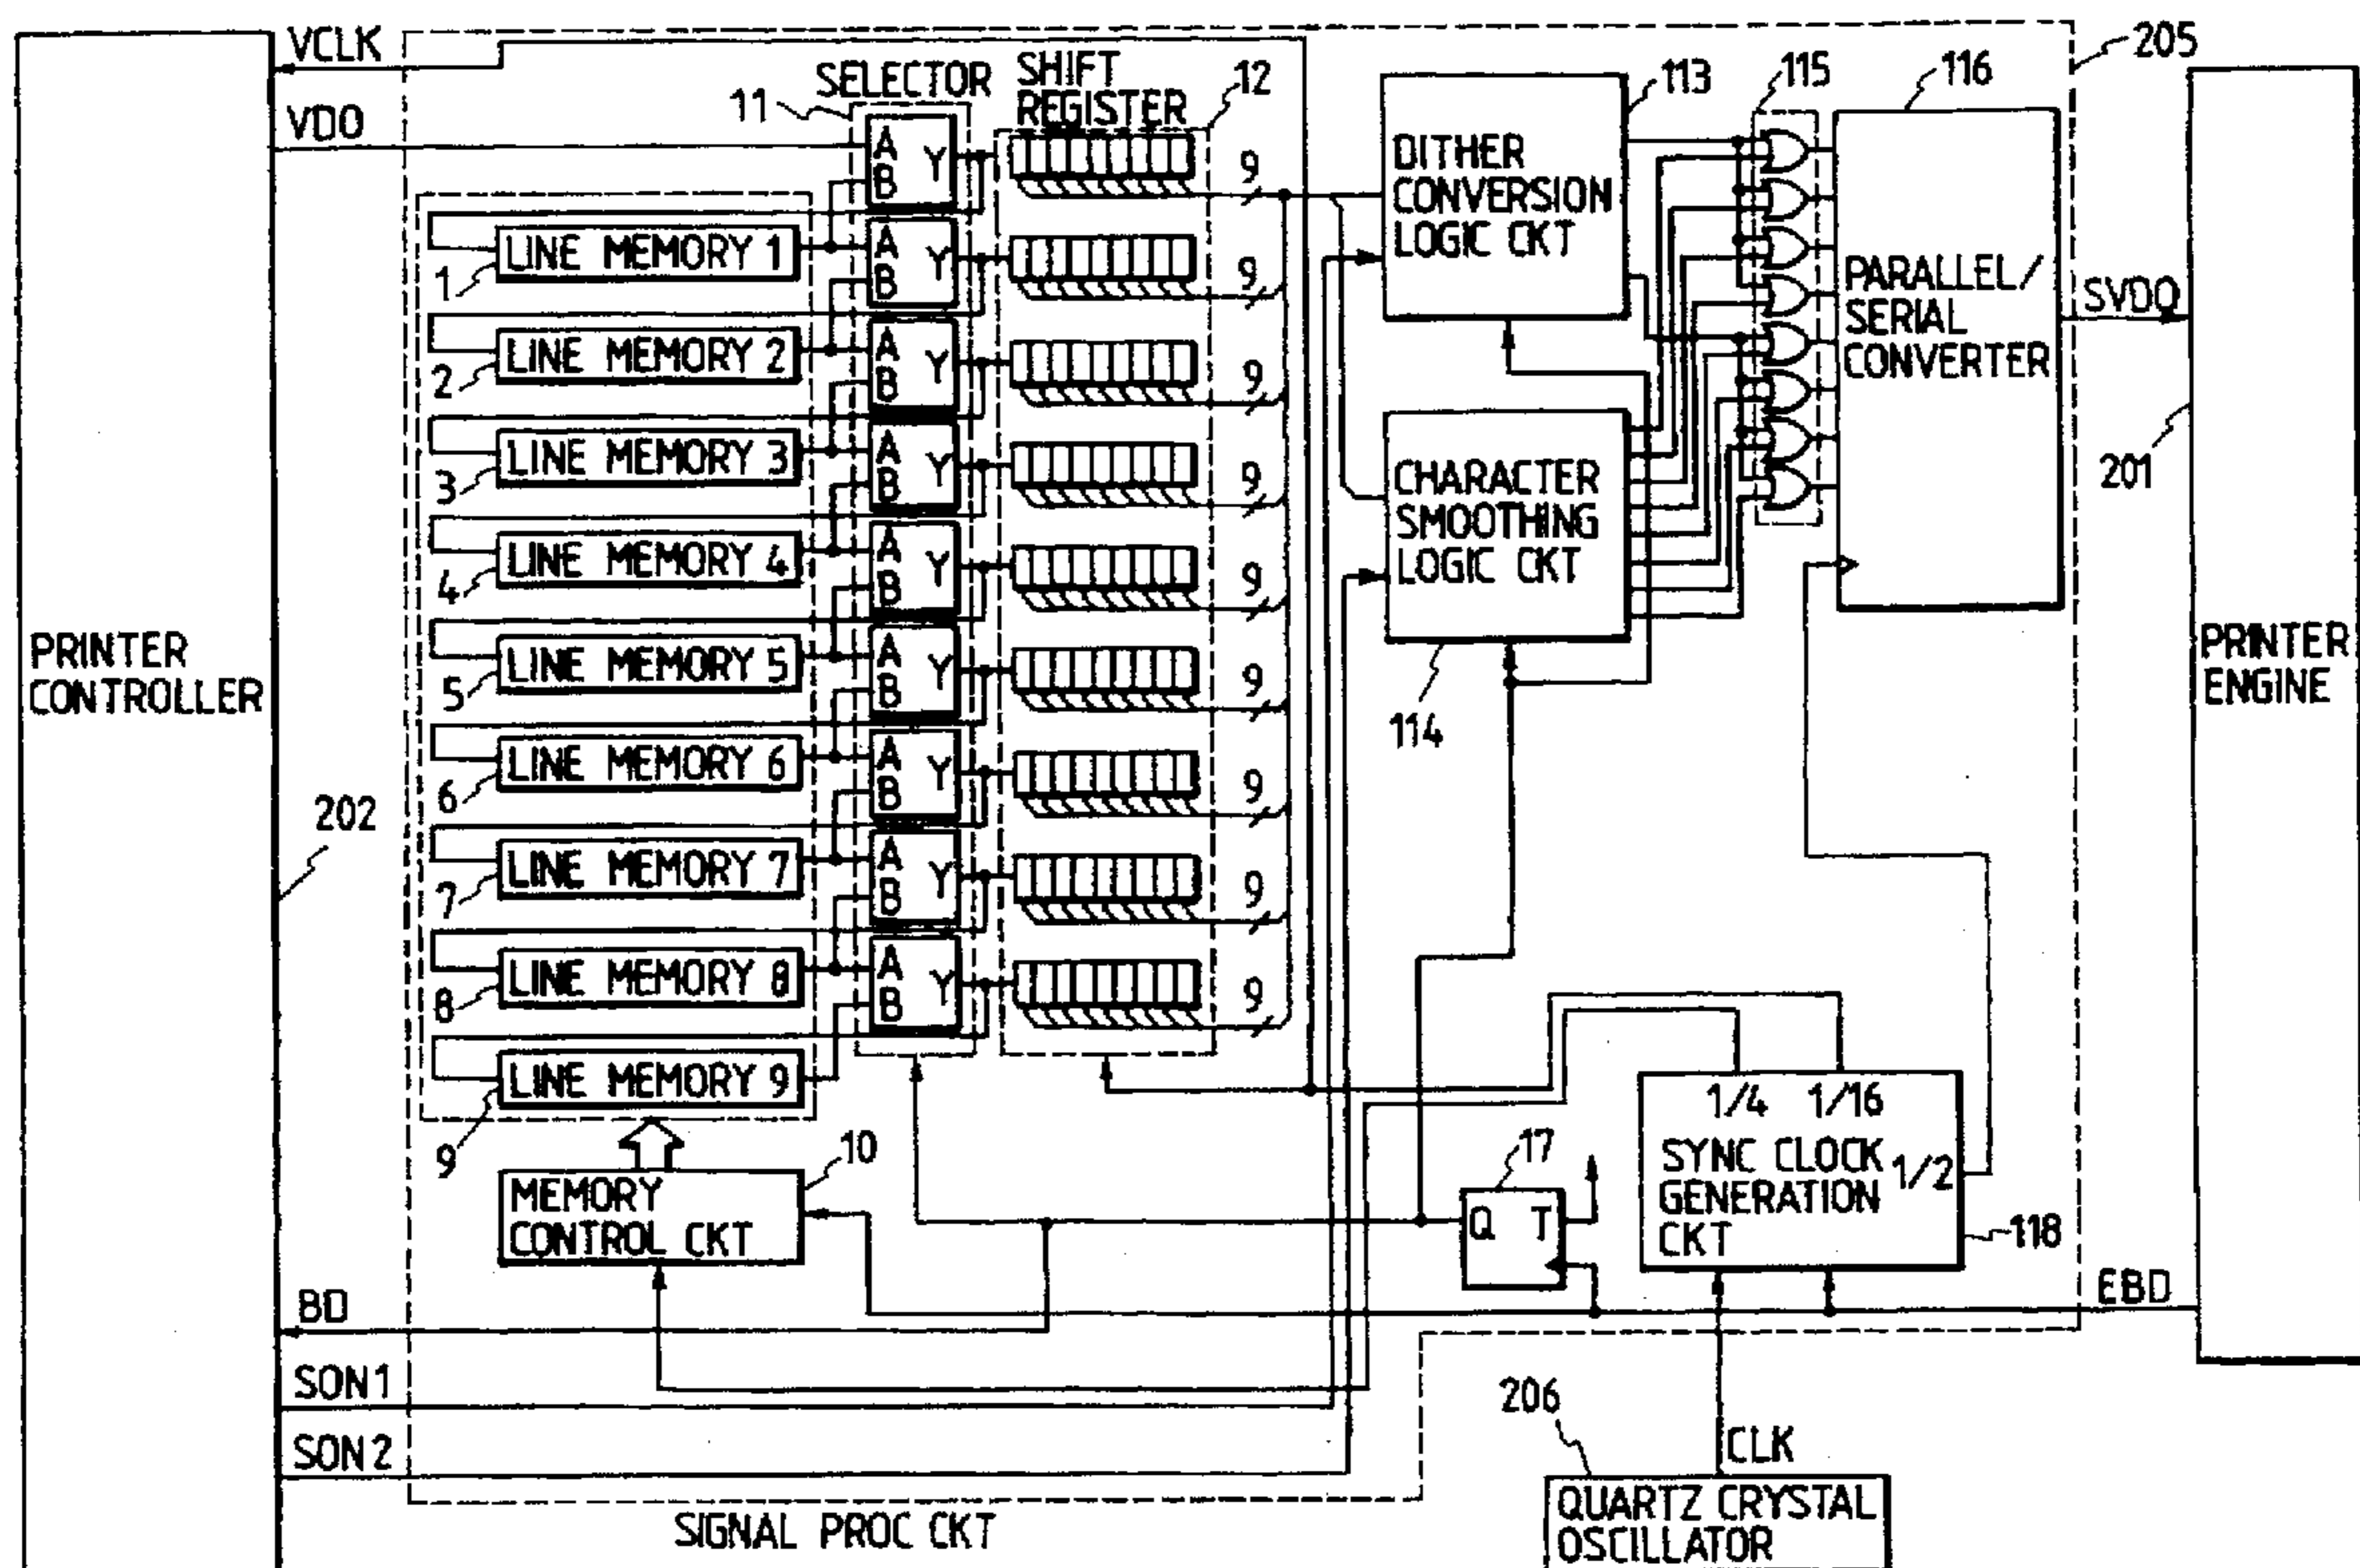 VCLK
VDO
PRINTER
CONTROLLER
202
BD
SON1
SON2
SELECTOR
11
SHIFT
REGISTER
12
LINE MEMORY 1
1
LINE MEMORY 2
2
LINE MEMORY 3
3
LINE MEMORY 4
4
LINE MEMORY 5
5
LINE MEMORY 6
6
LINE MEMORY 7
7
LINE MEMORY 8
8
LINE MEMORY 9
9
A
B
Y
A
B
Y
A
B
Y
A
B
Y
A
B
Y
A
B
Y
A
B
Y
A
B
Y
A
B
Y
9
9
9
9
9
9
9
9
9
MEMORY
CONTROL CKT
10
DITHER
CONVERSION
LOGIC CKT
113
CHARACTER
SMOOTHING
LOGIC CKT
114
115
116
PARALLEL/
SERIAL
CONVERTER
205
SVDO
201
PRINTER
ENGINE
17
Q T
1/4 1/16
SYNC CLOCK
GENERATION
CKT
1/2
118
EBD
206
CLK
QUARTZ CRYSTAL
OSCILLATOR
SIGNAL PROC CKT